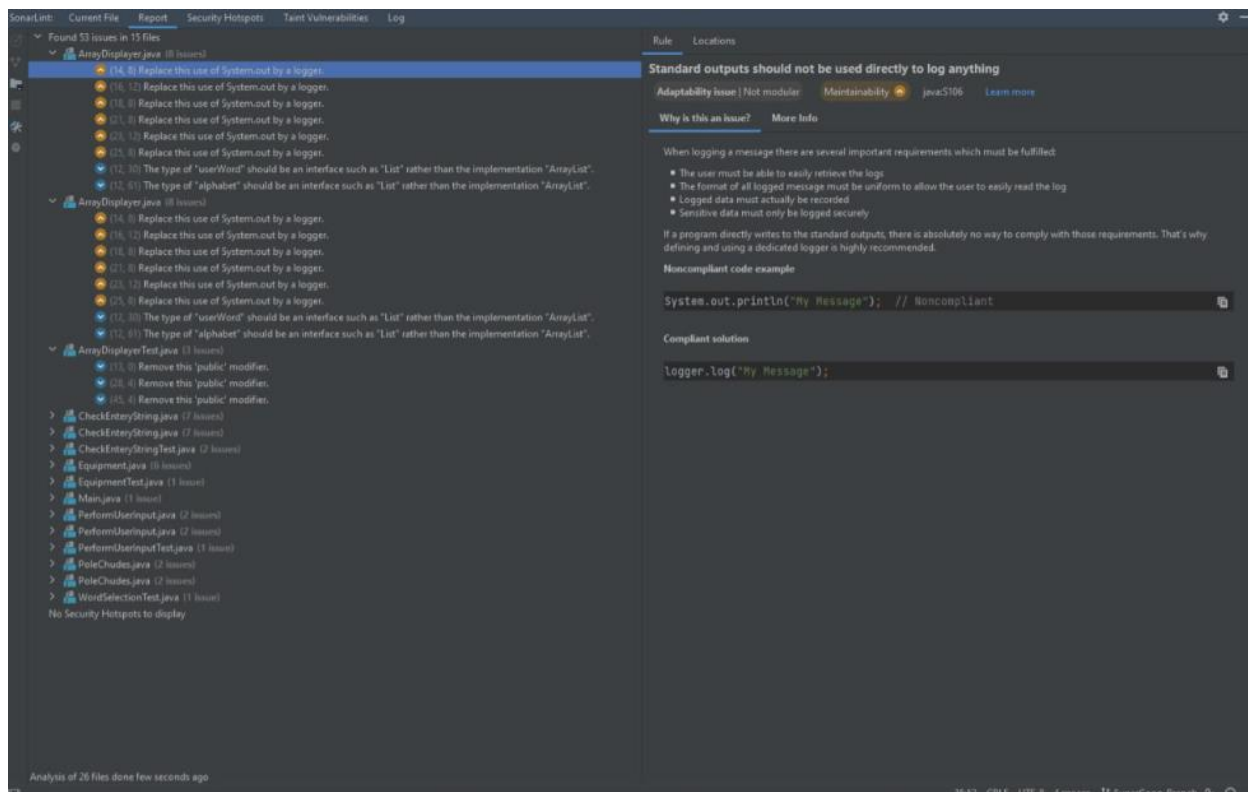 SonarLint: Current File Report Security Hotspots Taint Vulnerabilities Log
Found 53 issues in 15 files
ArrayDisplayer.java (8 issues)
(14, 8) Replace this use of System.out by a logger.
(16, 12) Replace this use of System.out by a logger.
(18, 8) Replace this use of System.out by a logger.
(21, 8) Replace this use of System.out by a logger.
(23, 12) Replace this use of System.out by a logger.
(25, 8) Replace this use of System.out by a logger.
(12, 30) The type of "userWord" should be an interface such as "List" rather than the implementation "ArrayList".
(12, 61) The type of "alphabet" should be an interface such as "List" rather than the implementation "ArrayList".
ArrayDisplayer.java (8 issues)
(14, 8) Replace this use of System.out by a logger.
(16, 12) Replace this use of System.out by a logger.
(18, 8) Replace this use of System.out by a logger.
(21, 8) Replace this use of System.out by a logger.
(23, 12) Replace this use of System.out by a logger.
(25, 8) Replace this use of System.out by a logger.
(12, 30) The type of "userWord" should be an interface such as "List" rather than the implementation "ArrayList".
(12, 61) The type of "alphabet" should be an interface such as "List" rather than the implementation "ArrayList".
ArrayDisplayerTest.java (3 issues)
(13, 0) Remove this 'public' modifier.
(28, 4) Remove this 'public' modifier.
(45, 4) Remove this 'public' modifier.
CheckEnteryString.java (7 issues)
CheckEnteryString.java (7 issues)
CheckEnteryStringTest.java (2 issues)
Equipment.java (6 issues)
EquipmentTest.java (1 issue)
Main.java (1 issue)
PerformUserInput.java (2 issues)
PerformUserInput.java (2 issues)
PerformUserInputTest.java (1 issue)
PoleChudes.java (2 issues)
PoleChudes.java (2 issues)
WordSelectionTest.java (1 issue)
No Security Hotspots to display
Analysis of 26 files done few seconds ago
Rule Locations
Standard outputs should not be used directly to log anything
Adaptability issue | Not modular Maintainability java:S106 Learn more
Why is this an issue? More Info
When logging a message there are several important requirements which must be fulfilled:
The user must be able to easily retrieve the logs
The format of all logged message must be uniform to allow the user to easily read the log
Logged data must actually be recorded
Sensitive data must only be logged securely
If a program directly writes to the standard outputs, there is absolutely no way to comply with those requirements. That's why
defining and using a dedicated logger is highly recommended.
Noncompliant code example
System.out.println("My Message"); // Noncompliant
Compliant solution
logger.log("My Message");